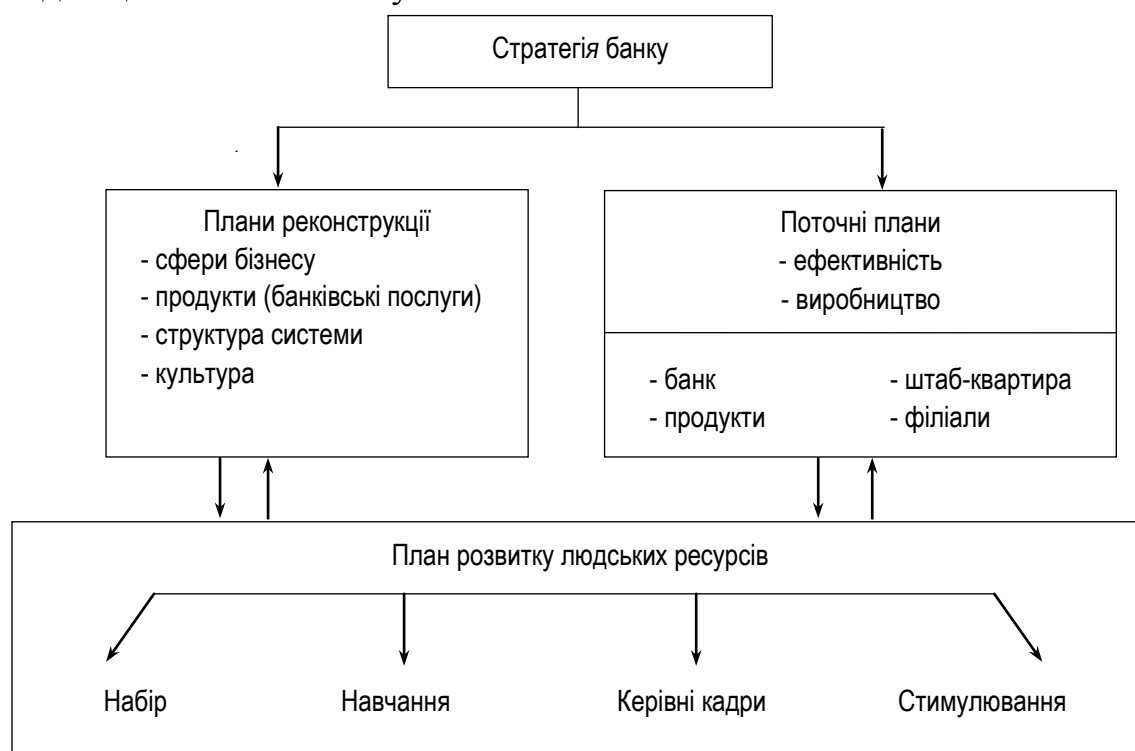 Стратегія банку
Плани реконструкції
- сфери бізнесу
- продукти (банківські послуги)
- структура системи
- культура
Поточні плани
- ефективність
- виробництво
- банк
- продукти
- штаб-квартира
- філіали
План розвитку людських ресурсів
Набір
Навчання
Керівні кадри
Стимулювання